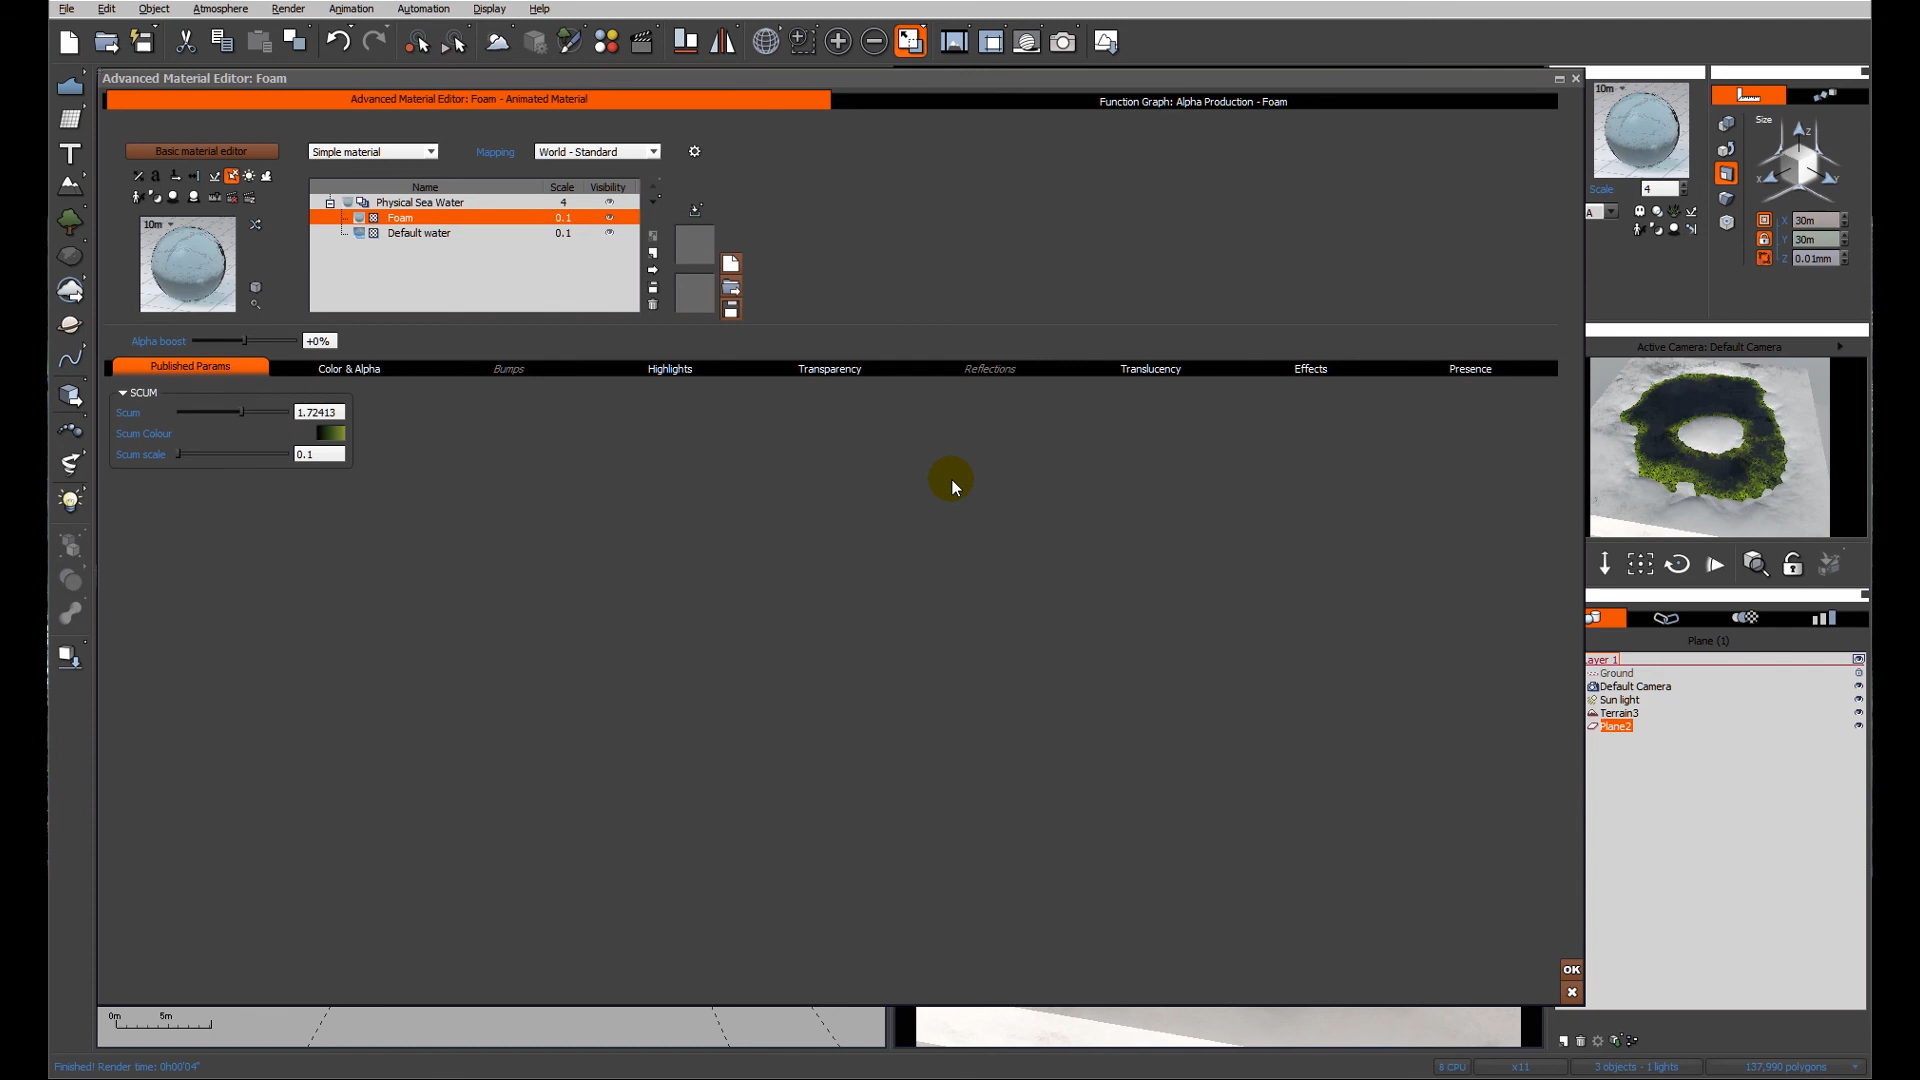 File Edit Object Atmosphere Render Animation Automation Display Help
Advanced Material Editor: Foam
Advanced Material Editor: Foam - Animated Material
Function Graph: Alpha Production - Foam
Basic material editor
Simple material
Mapping
World - Standard
Name Scale Visibility
Physical Sea Water 4
Foam 0.1
Default water 0.1
10m
Alpha boost +0%
Published Params Color & Alpha Bumps Highlights Transparency Reflections Translucency Effects Presence
SCUM
Scum 1.72413
Scum Colour
Scum scale 0.1
OK
10m
Scale 4
A
Size
Z
X Y
X 30m
Y 30m
Z 0.01mm
Active Camera: Default Camera
Plane (1)
ayer 1
Ground
Default Camera
Sun light
Terrain3
Plane2
0m 5m
Finished! Render time: 0h00'04"
8 CPU x11 3 objects - 1 lights 137,990 polygons